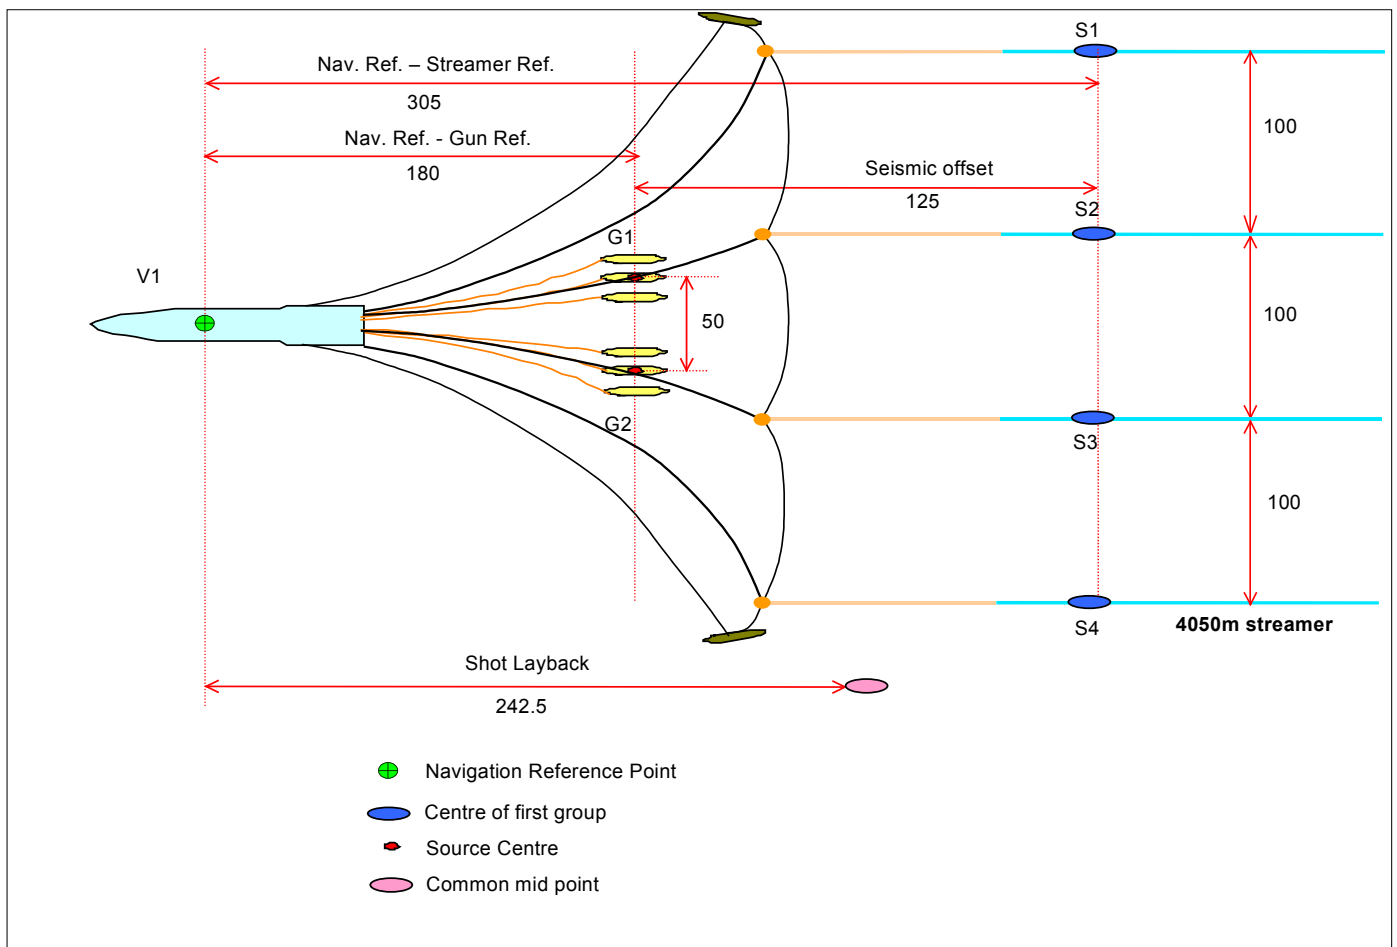 S1
Nav. Ref. – Streamer Ref.
305
100
Nav. Ref. - Gun Ref.
180
Seismic offset
125
S2
G1
V1
50
100
G2
S3
100
S4
4050m streamer
Shot Layback
242.5
Navigation Reference Point
Centre of first group
Source Centre
Common mid point